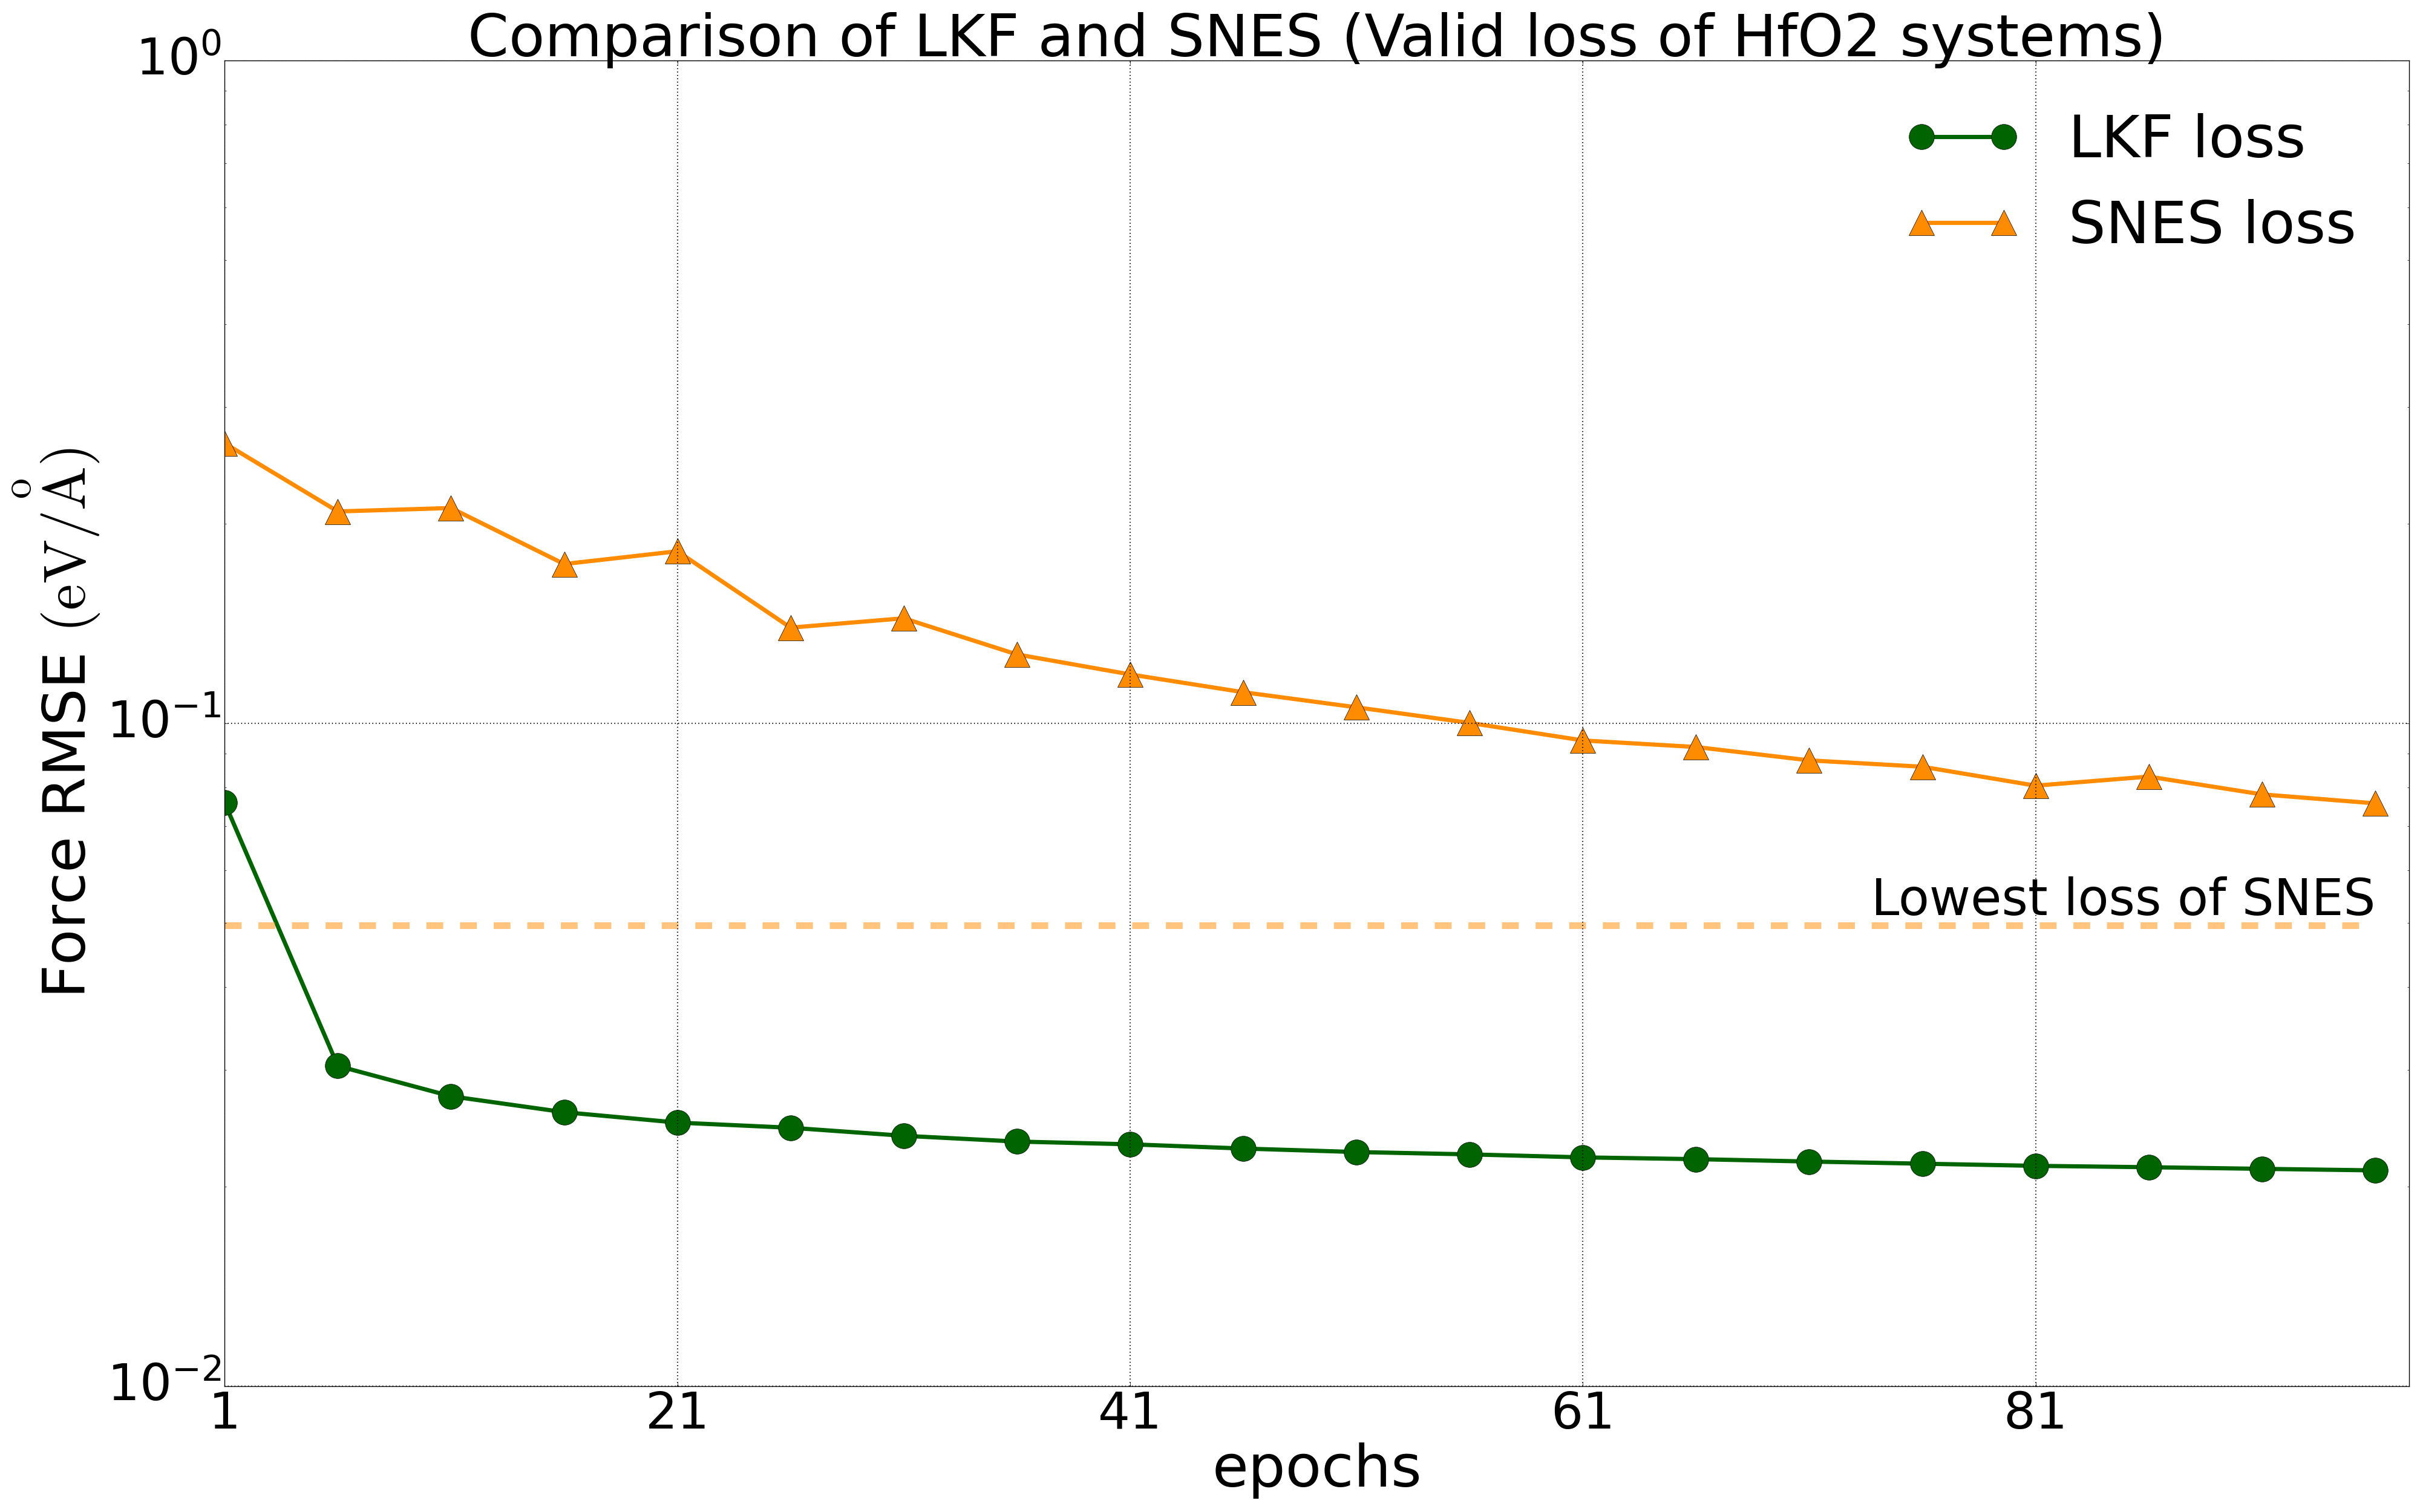 Comparison of LKF and SNES (Valid loss of HfO2 systems)
10⁰
LKF loss
SNES loss
Force RMSE (eV/Å)
10⁻¹
Lowest loss of SNES
10⁻²
1 21 41 61 81
epochs